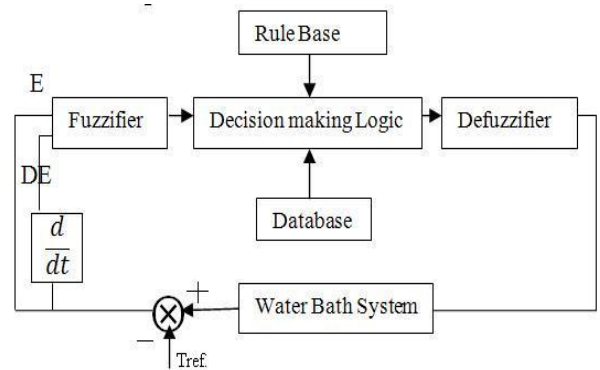 Rule Base
E
Fuzzifier
Decision making Logic
Defuzzifier
DE
Database
d
dt
+
Water Bath System
−
Tref.